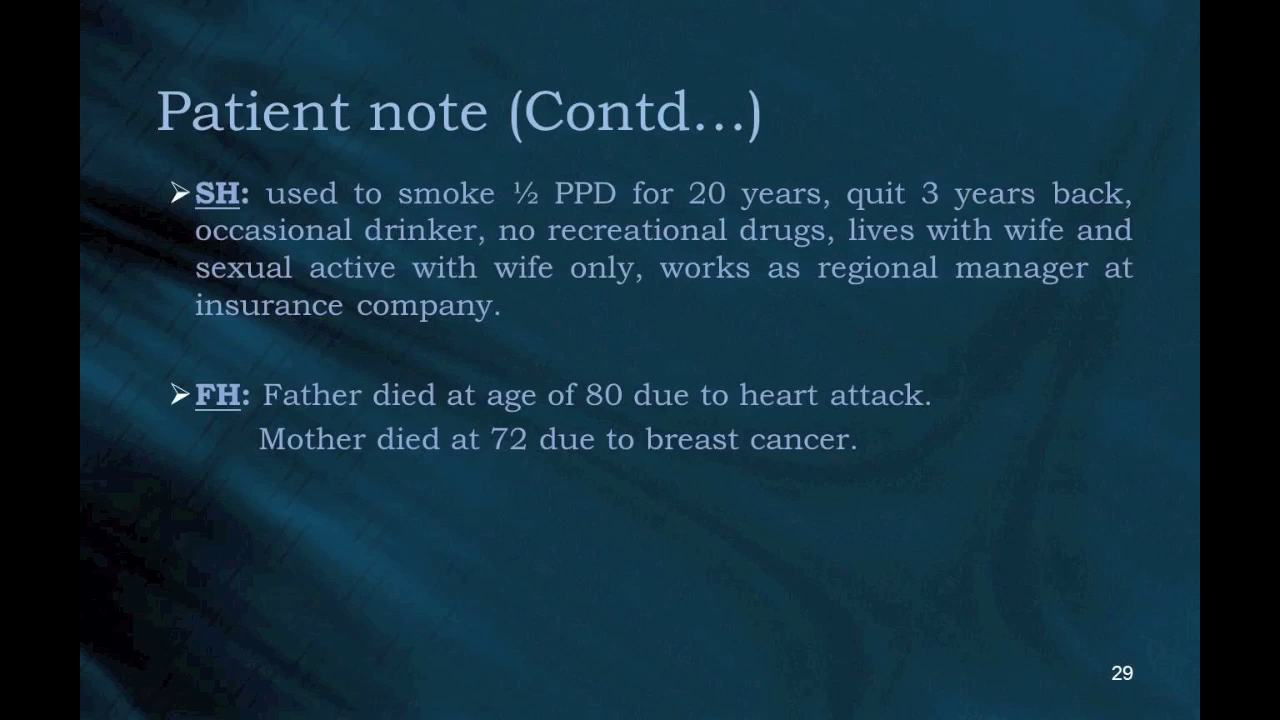 Patient note (Contd...)
➢SH: used to smoke ½ PPD for 20 years, quit 3 years back,
occasional drinker, no recreational drugs, lives with wife and
sexual active with wife only, works as regional manager at
insurance company.
➢FH: Father died at age of 80 due to heart attack.
Mother died at 72 due to breast cancer.
29